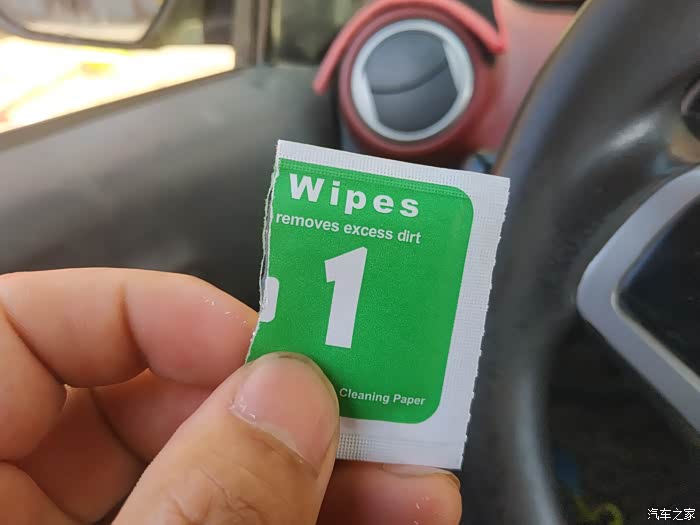 Wipes
removes excess dirt
1
Cleaning Paper
汽车之家